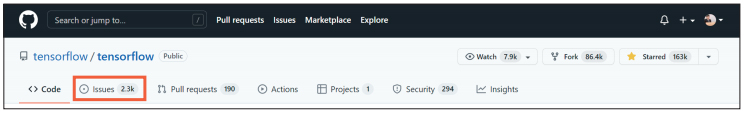 Search or jump to... / Pull requests Issues Marketplace Explore
tensorflow / tensorflow Public Watch 7.9k Fork 86.4k Starred 163k
<> Code Issues 2.3k Pull requests 190 Actions Projects 1 Security 294 Insights